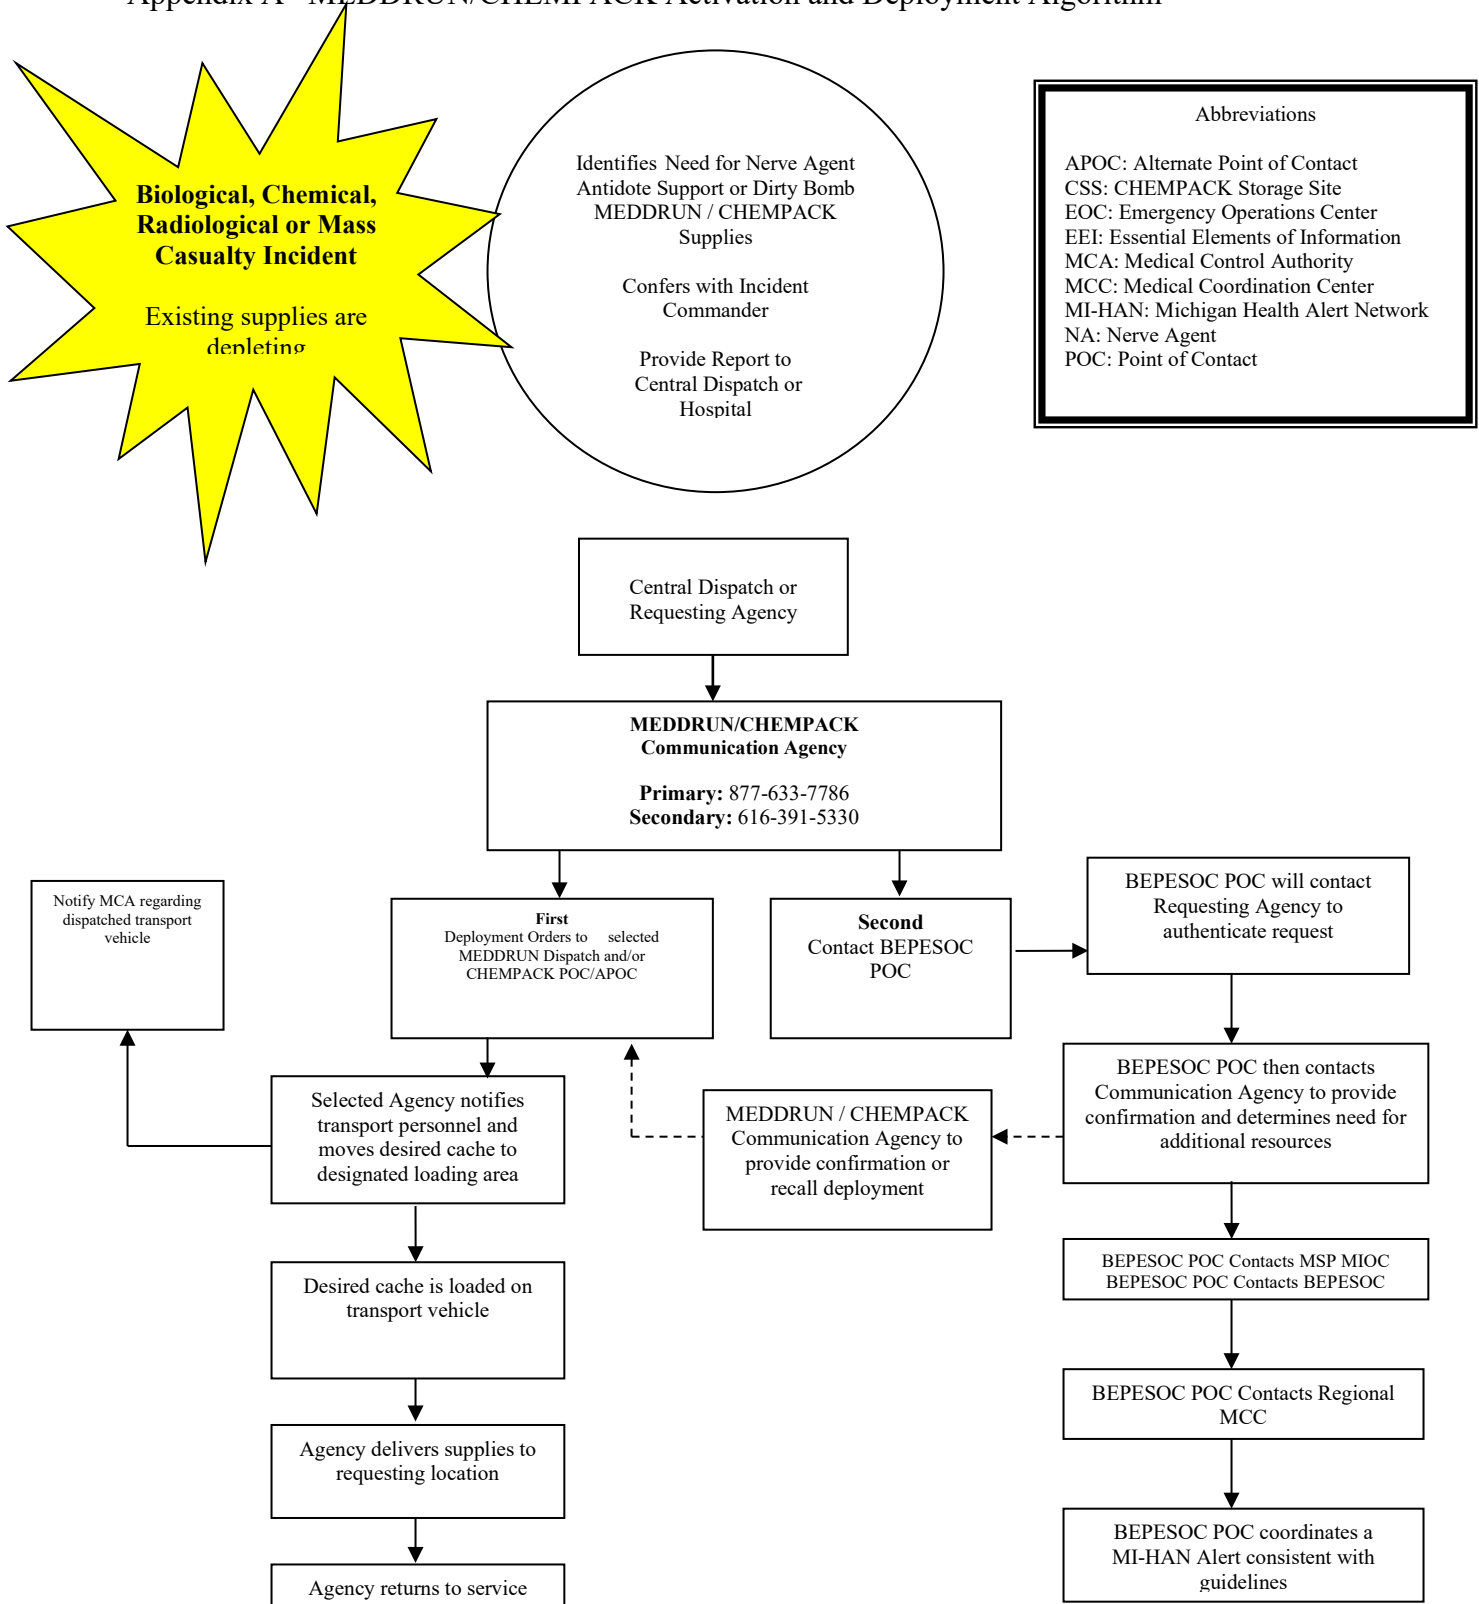 Appendix A - MEDDRUN/CHEMPACK Activation and Deployment Algorithm
Biological, Chemical,
Radiological or Mass
Casualty Incident
Existing supplies are
depleting
Identifies Need for Nerve Agent
Antidote Support or Dirty Bomb
MEDDRUN / CHEMPACK
Supplies
Confers with Incident
Commander
Provide Report to
Central Dispatch or
Hospital
Abbreviations
APOC: Alternate Point of Contact
CSS: CHEMPACK Storage Site
EOC: Emergency Operations Center
EEI: Essential Elements of Information
MCA: Medical Control Authority
MCC: Medical Coordination Center
MI-HAN: Michigan Health Alert Network
NA: Nerve Agent
POC: Point of Contact
Central Dispatch or
Requesting Agency
MEDDRUN/CHEMPACK
Communication Agency
Primary: 877-633-7786
Secondary: 616-391-5330
Notify MCA regarding
dispatched transport
vehicle
First
Deployment Orders to selected
MEDDRUN Dispatch and/or
CHEMPACK POC/APOC
Second
Contact BEPESOC
POC
BEPESOC POC will contact
Requesting Agency to
authenticate request
Selected Agency notifies
transport personnel and
moves desired cache to
designated loading area
MEDDRUN / CHEMPACK
Communication Agency to
provide confirmation or
recall deployment
BEPESOC POC then contacts
Communication Agency to provide
confirmation and determines need for
additional resources
Desired cache is loaded on
transport vehicle
BEPESOC POC Contacts MSP MIOC
BEPESOC POC Contacts BEPESOC
BEPESOC POC Contacts Regional
MCC
Agency delivers supplies to
requesting location
BEPESOC POC coordinates a
MI-HAN Alert consistent with
guidelines
Agency returns to service